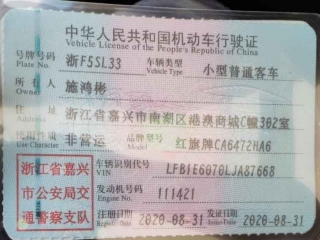 中华人民共和国机动车行驶证
Vehicle License of the People's Republic of China
号牌号码 浙F5SL33 车辆类型 小型普通客车
Plate No. Vehicle Type
所有人 施鸿彬
Owner
住址 浙江省嘉兴市南湖区港澳商城C幢302室
Address
使用性质 非营运 品牌型号 红旗牌CA6472HA6
Use Character Model
浙江省嘉兴
市公安局交
通警察支队
车辆识别代号 LFB1E6070LJA87668
VIN
发动机号码 111421
Engine No.
注册日期 2020-08-31 发证日期 2020-08-31
Register Date Issue Date